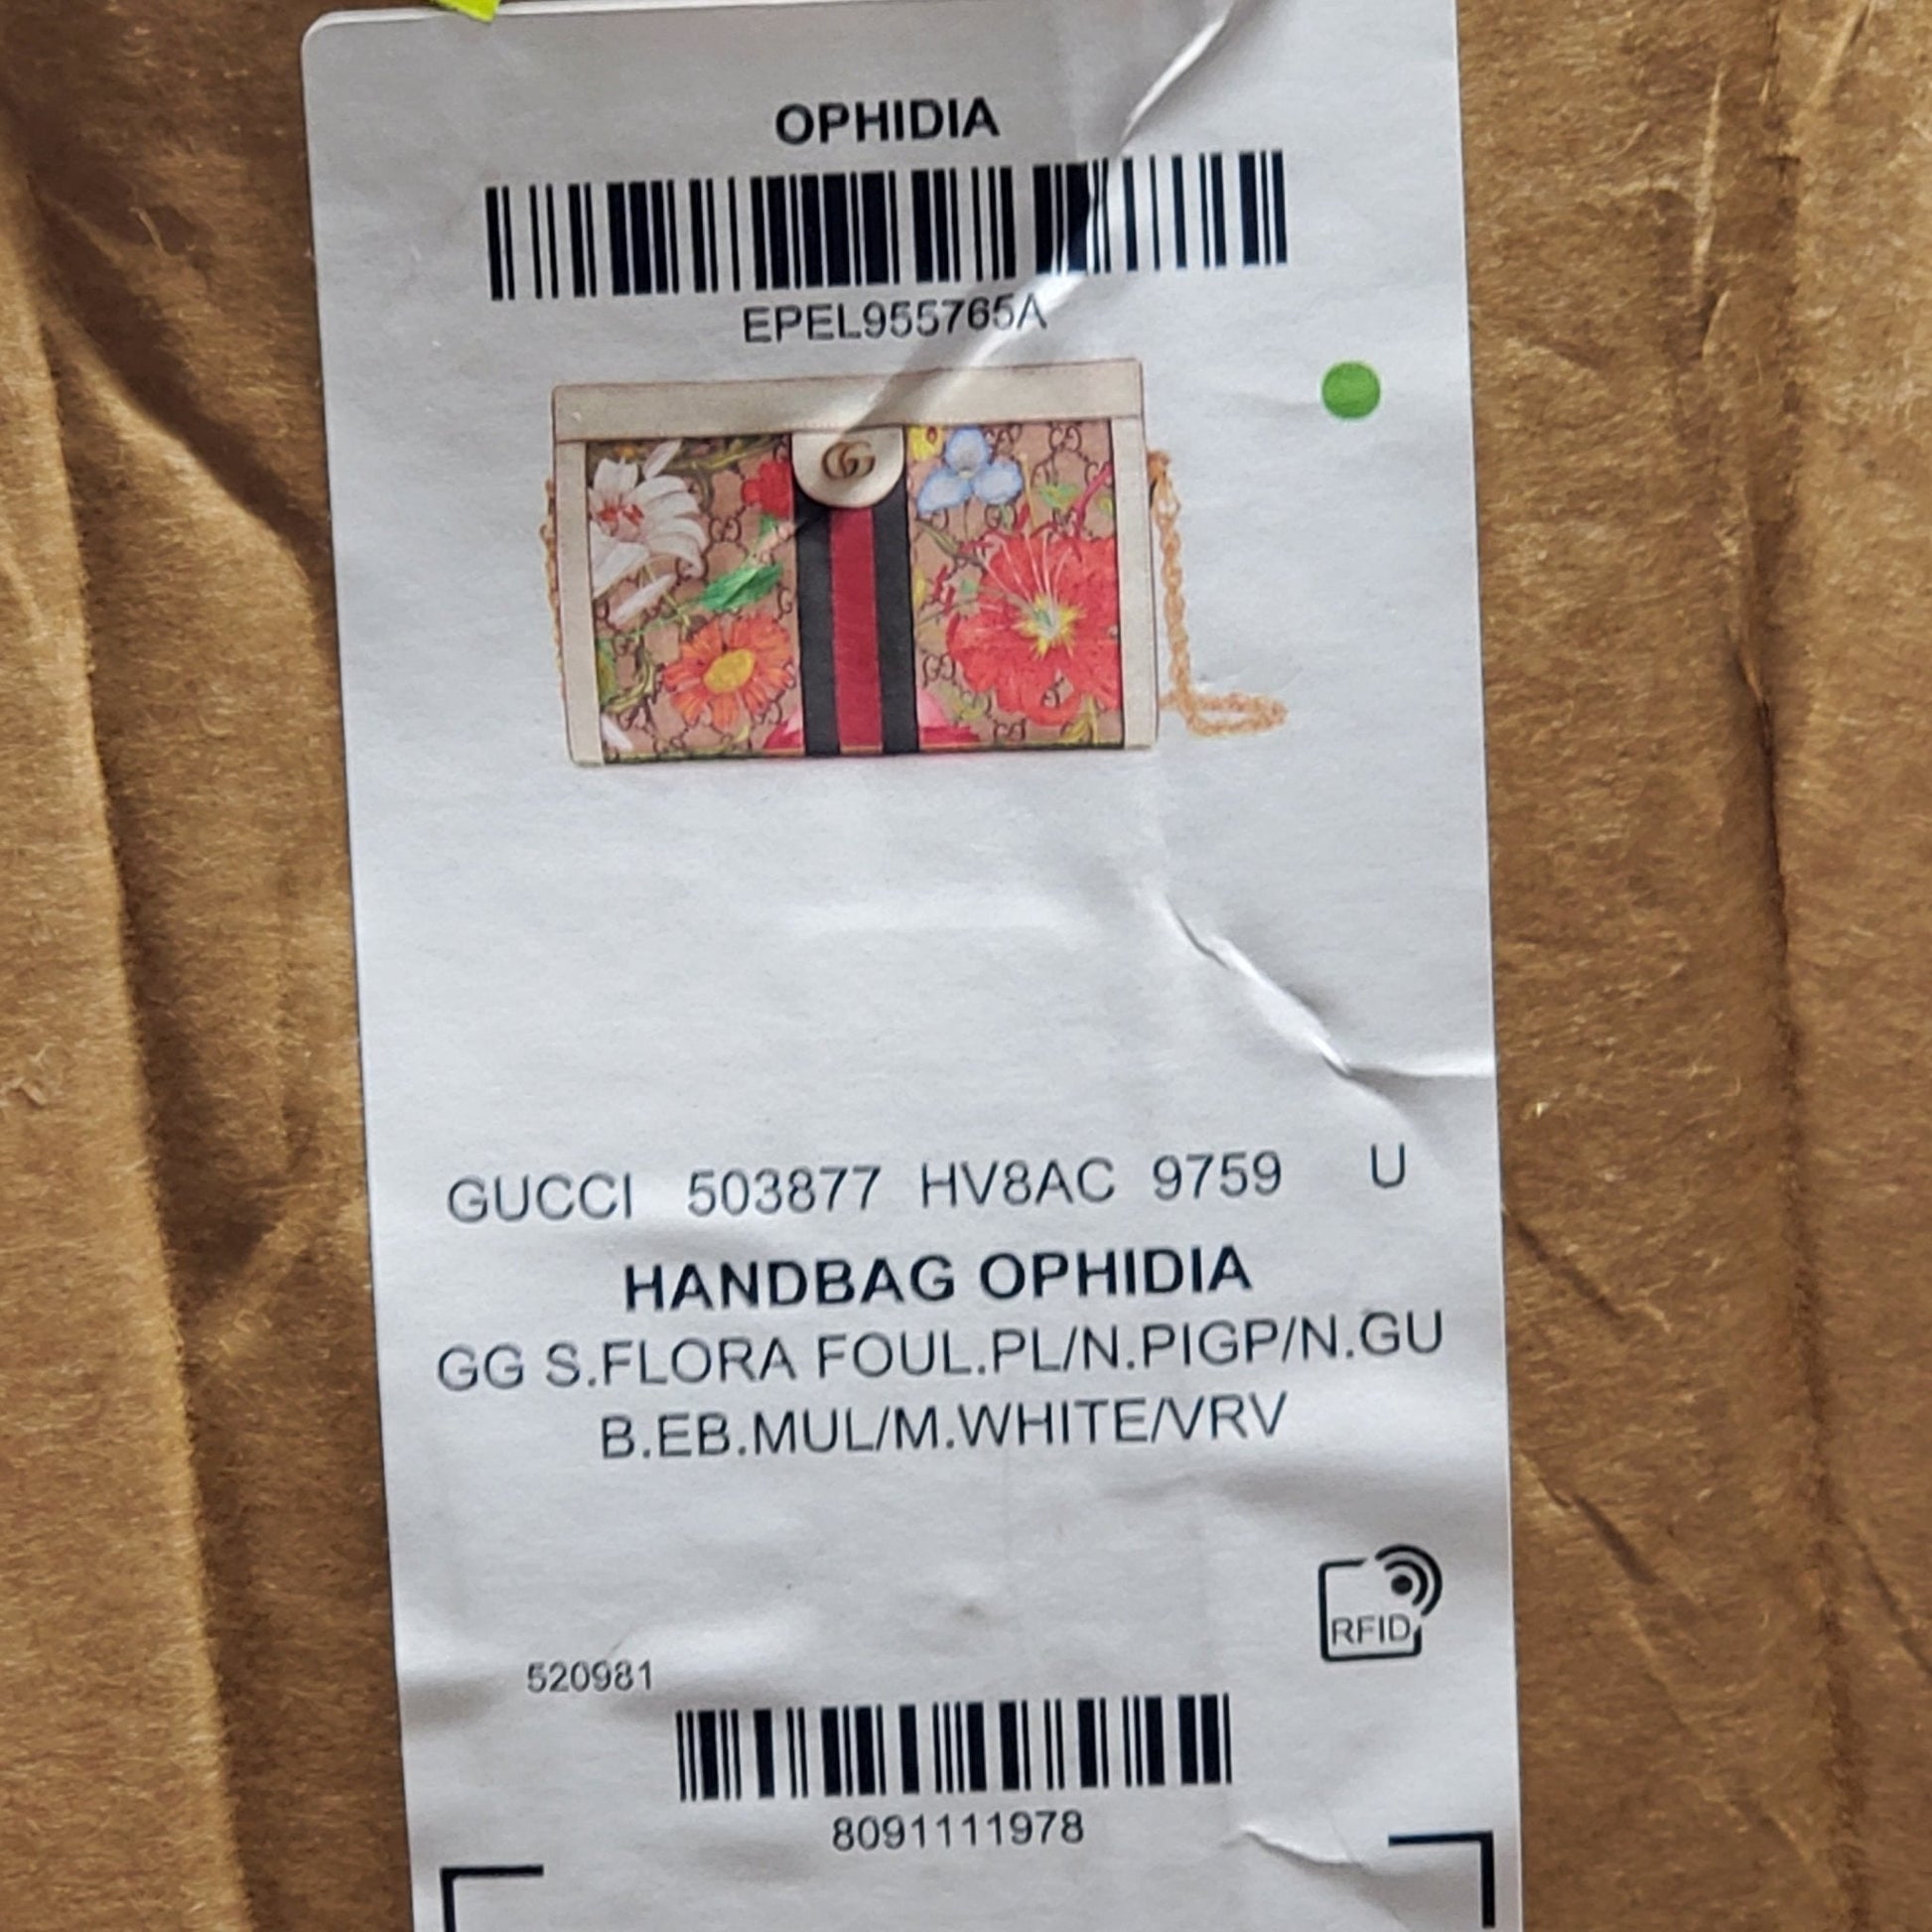 OPHIDIA
EPEL955765A
GUCCI 503877 HV8AC 9759 U
HANDBAG OPHIDIA
GG S.FLORA FOUL.PL/N.PIGP/N.GU
B.EB.MUL/M.WHITE/VRV
RFID
520981
8091111978